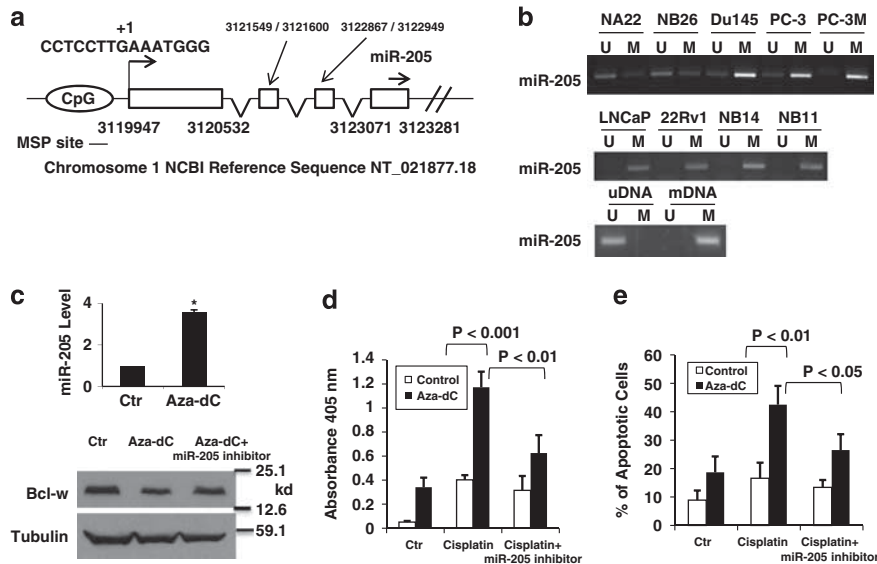 a
+1
CCTCCTTGAAATGGG
3121549 / 3121600
3122867 / 3122949
miR-205
CpG
3119947
3120532
3123071
3123281
MSP site
Chromosome 1 NCBI Reference Sequence NT_021877.18
b
NA22 NB26 Du145 PC-3 PC-3M
U M U M U M U M U M
miR-205
LNCaP 22Rv1 NB14 NB11
U M U M U M U M
miR-205
uDNA mDNA
U M U M
miR-205
c
miR-205 Level
4
2
0
*
Ctr Aza-dC
Ctr Aza-dC Aza-dC+
miR-205 inhibitor
Bcl-w
25.1
kd
12.6
Tubulin
59.1
d
P < 0.001
P < 0.01
Absorbance 405 nm
1.4
1.2
1
0.8
0.6
0.4
0.2
0
Control
Aza-dC
Ctr Cisplatin Cisplatin+
miR-205 inhibitor
e
P < 0.01
P < 0.05
% of Apoptotic Cells
60
50
40
30
20
10
0
Control
Aza-dC
Ctr Cisplatin Cisplatin+
miR-205 inhibitor